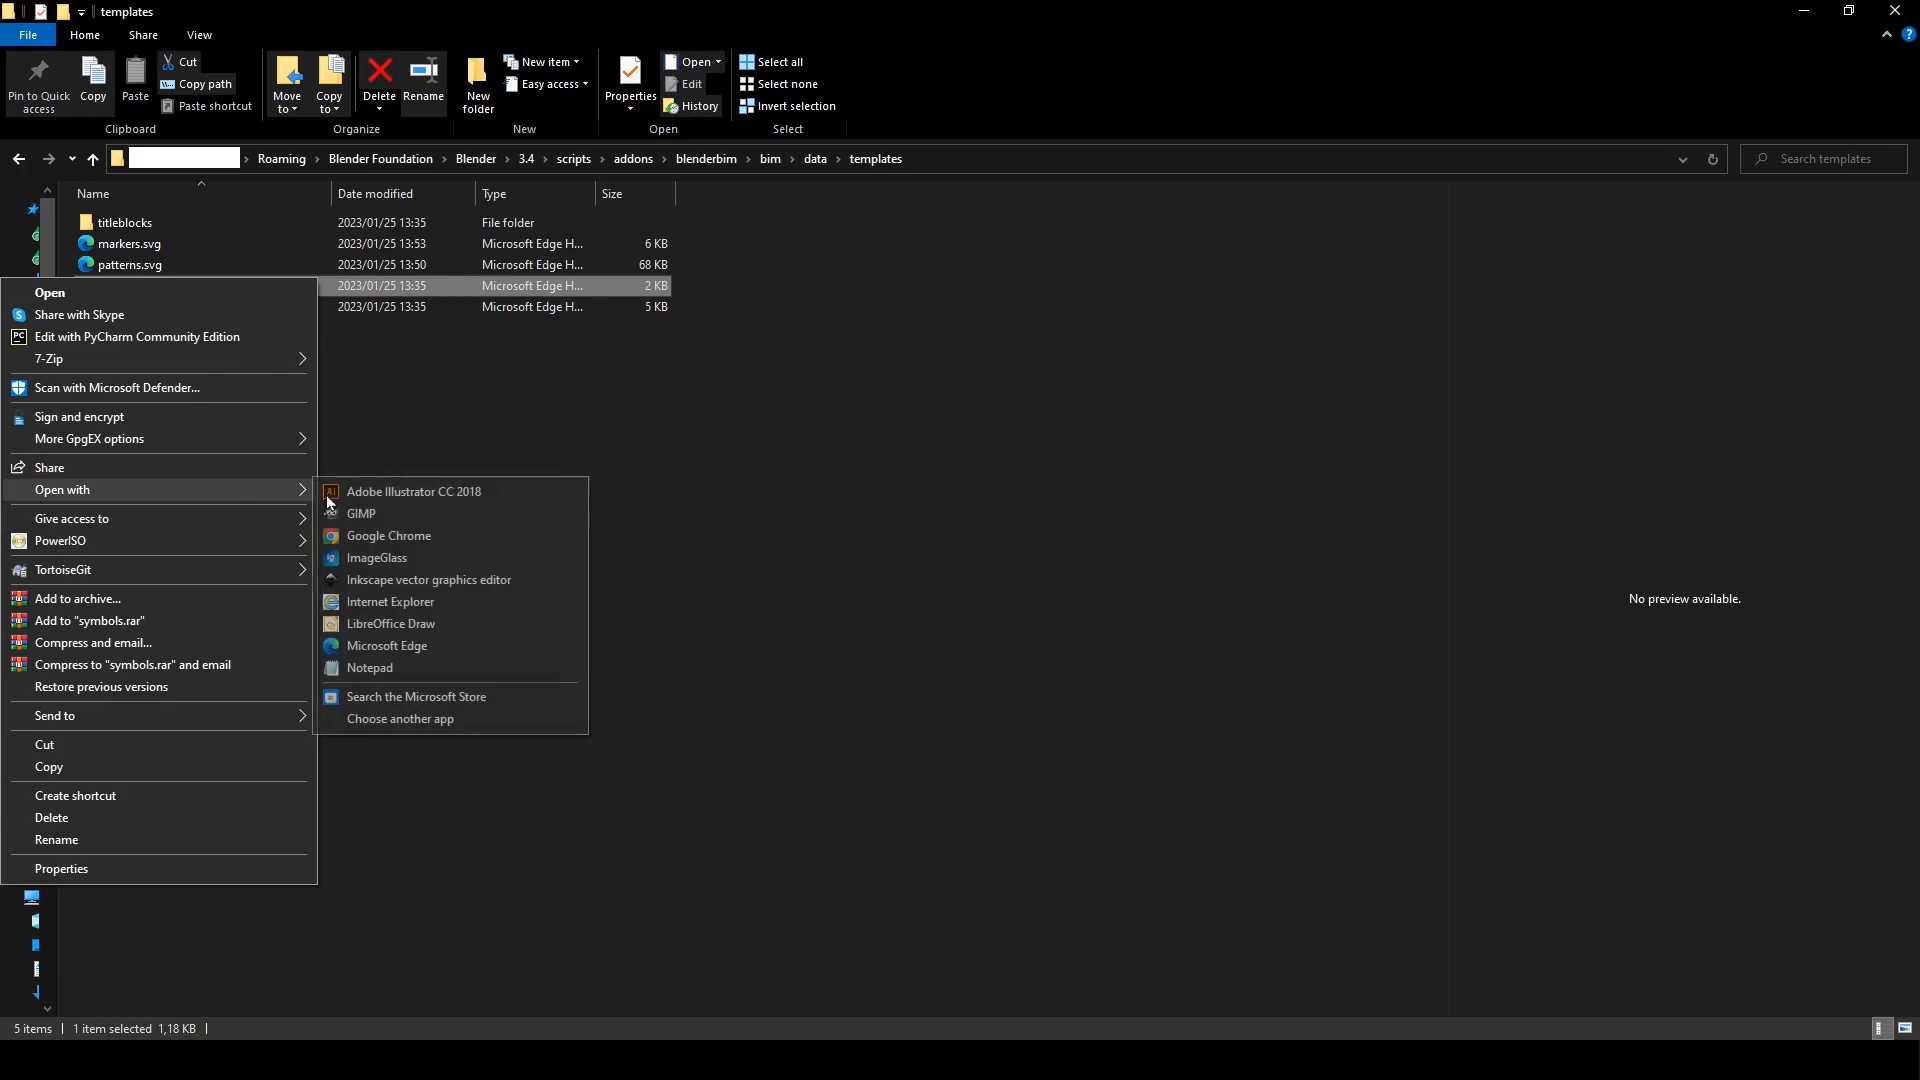 templates
File Home Share View
Pin to Quick access
Copy
Paste
Cut
Copy path
Paste shortcut
Clipboard
Move to
Copy to
Delete
Rename
Organize
New folder
New item
Easy access
New
Properties
Open
Edit
History
Open
Select all
Select none
Invert selection
Select
Roaming › Blender Foundation › Blender › 3.4 › scripts › addons › blenderbim › bim › data › templates
Search templates
Name Date modified Type Size
titleblocks 2023/01/25 13:35 File folder
markers.svg 2023/01/25 13:53 Microsoft Edge H... 6 KB
patterns.svg 2023/01/25 13:50 Microsoft Edge H... 68 KB
2023/01/25 13:35 Microsoft Edge H... 2 KB
2023/01/25 13:35 Microsoft Edge H... 5 KB
Open
Share with Skype
PC Edit with PyCharm Community Edition
7-Zip
Scan with Microsoft Defender...
Sign and encrypt
More GpgEX options
Share
Open with
Give access to
PowerISO
TortoiseGit
Add to archive...
Add to "symbols.rar"
Compress and email...
Compress to "symbols.rar" and email
Restore previous versions
Send to
Cut
Copy
Create shortcut
Delete
Rename
Properties
Ai Adobe Illustrator CC 2018
GIMP
Google Chrome
ImageGlass
Inkscape vector graphics editor
Internet Explorer
LibreOffice Draw
Microsoft Edge
Notepad
Search the Microsoft Store
Choose another app
No preview available.
5 items 1 item selected 1,18 KB